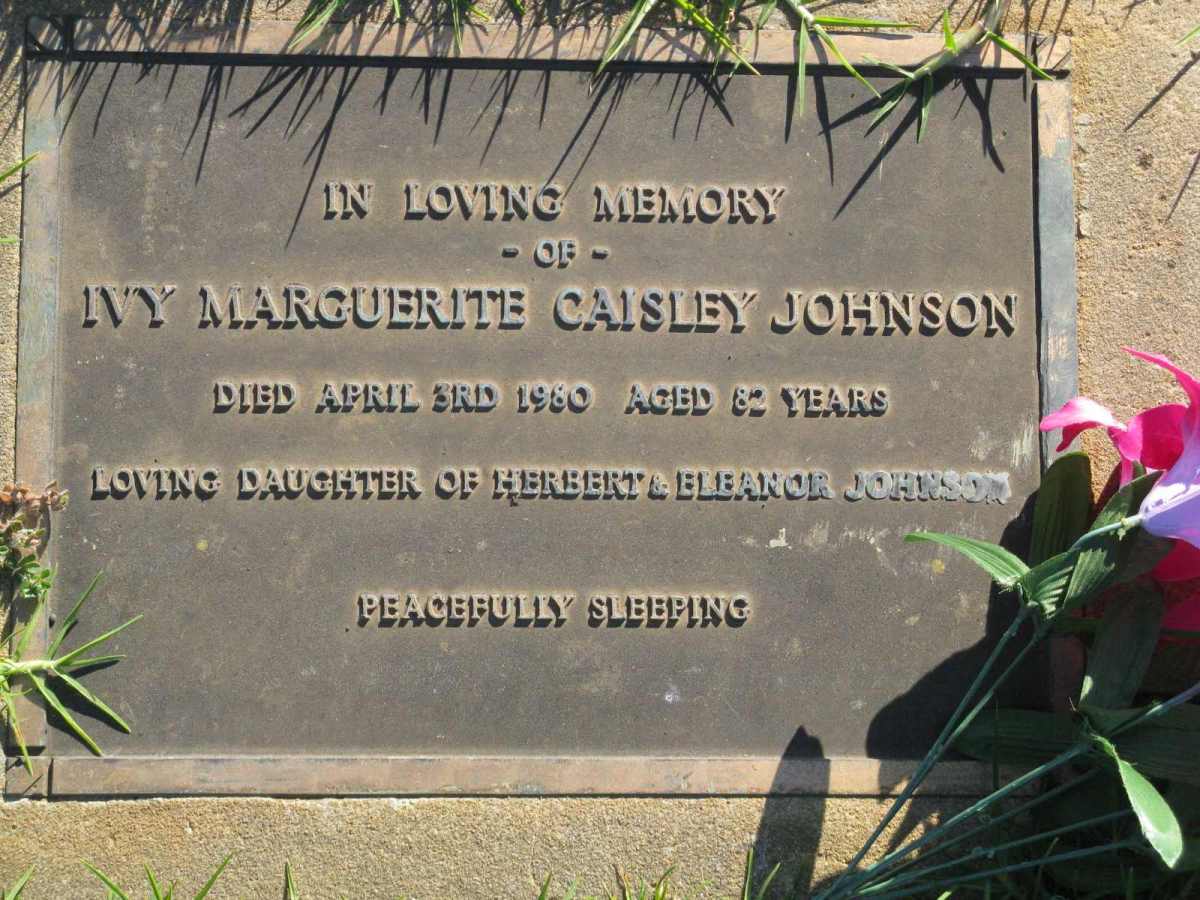 IN LOVING MEMORY
- OF -
IVY MARGUERITE CAISLEY JOHNSON
DIED APRIL 3RD 1980 AGED 82 YEARS
LOVING DAUGHTER OF HERBERT & ELEANOR JOHNSON
PEACEFULLY SLEEPING